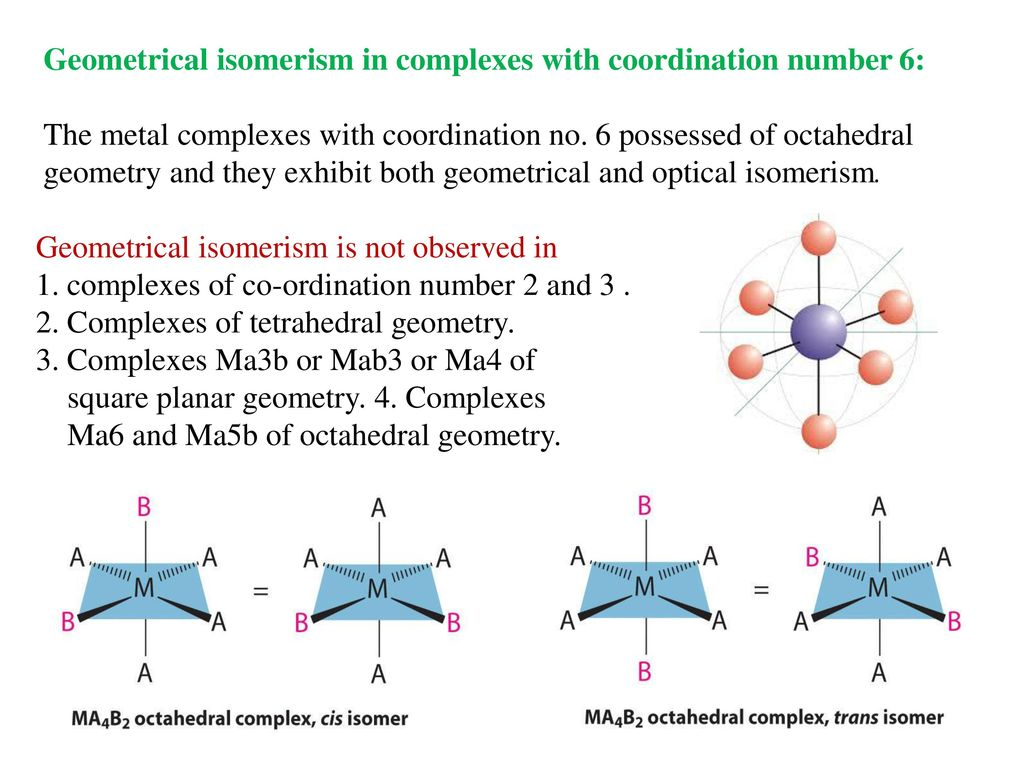 Geometrical isomerism in complexes with coordination number 6:
The metal complexes with coordination no. 6 possessed of octahedral
geometry and they exhibit both geometrical and optical isomerism.
Geometrical isomerism is not observed in
1. complexes of co-ordination number 2 and 3 .
2. Complexes of tetrahedral geometry.
3. Complexes Ma3b or Mab3 or Ma4 of
square planar geometry. 4. Complexes
Ma6 and Ma5b of octahedral geometry.
B A B A
A A A A A A B A
M = M M = M
B A B B A A A B
A A B A
MA₄B₂ octahedral complex, cis isomer
MA₄B₂ octahedral complex, trans isomer